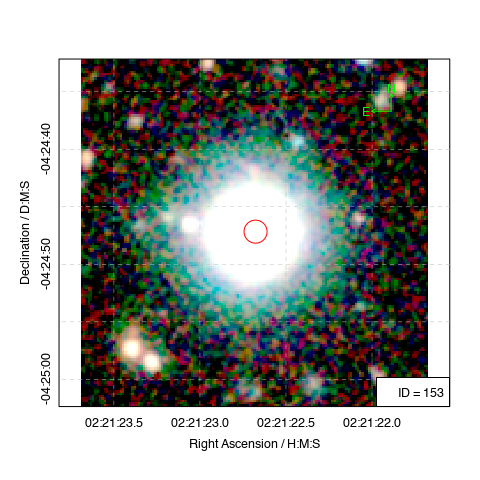 E
-04:24:40
-04:24:50
-04:25:00
Declination / D:M:S
ID = 153
02:21:23.5 02:21:23.0 02:21:22.5 02:21:22.0
Right Ascension / H:M:S